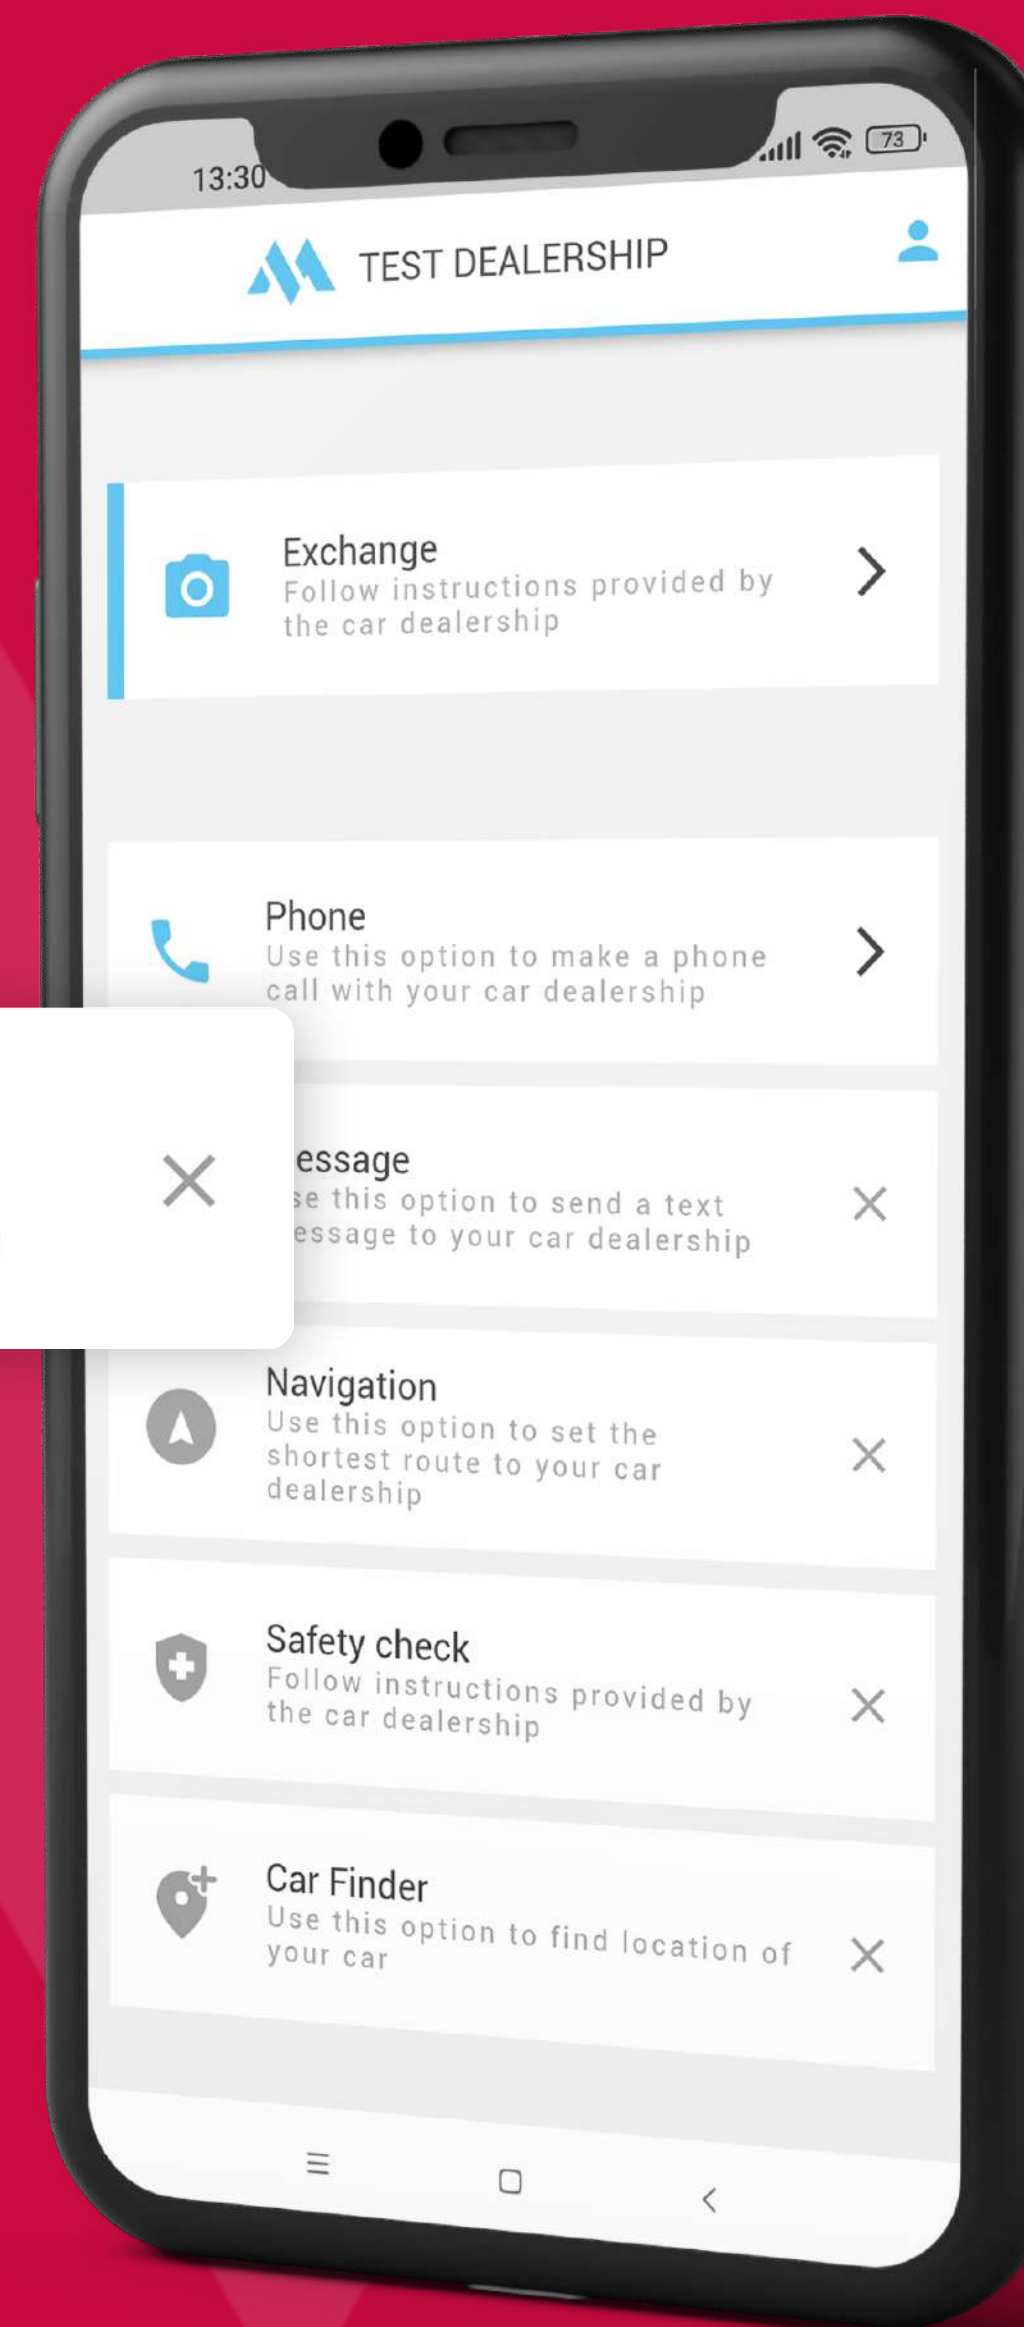 13:30
73
TEST DEALERSHIP
Exchange
Follow instructions provided by
the car dealership
Phone
Use this option to make a phone
call with your car dealership
essage
se this option to send a text
essage to your car dealership
Navigation
Use this option to set the
shortest route to your car
dealership
Safety check
Follow instructions provided by
the car dealership
Car Finder
Use this option to find location of
your car